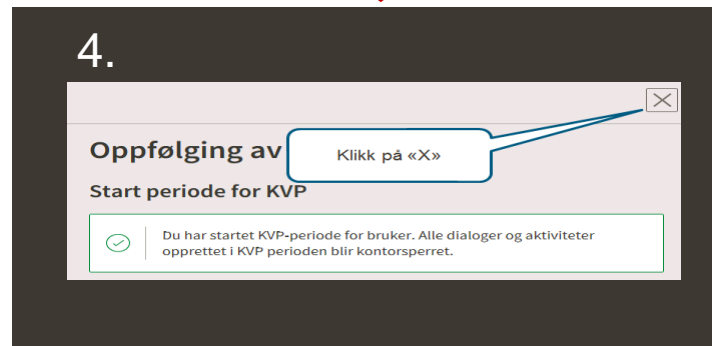 4.
Oppfølging av
Klikk på «X»
Start periode for KVP
Du har startet KVP-periode for bruker. Alle dialoger og aktiviteter
opprettet i KVP perioden blir kontorsperret.